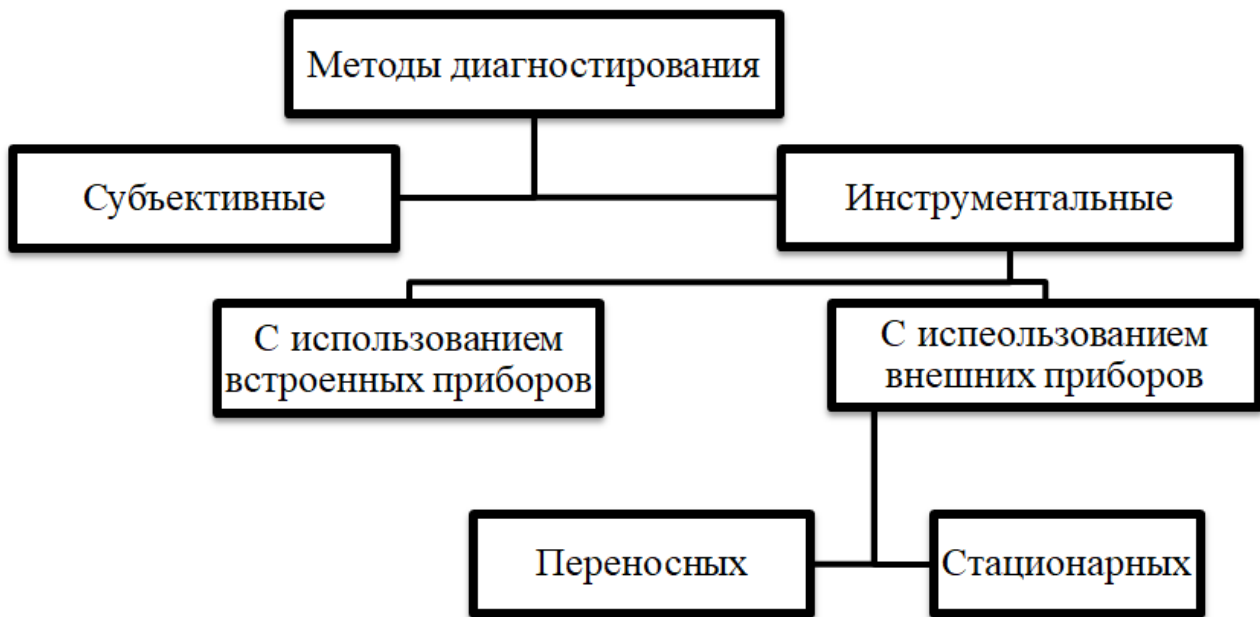 Методы диагностирования
Субъективные
Инструментальные
С использованием
встроенных приборов
С испеользованием
внешних приборов
Переносных
Стационарных